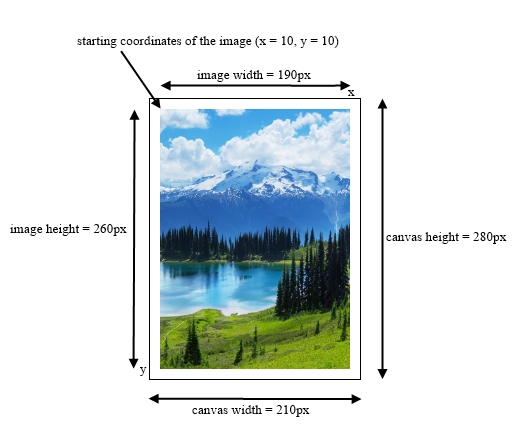 starting coordinates of the image (x = 10, y = 10)
image width = 190px
x
image height = 260px
canvas height = 280px
y
canvas width = 210px